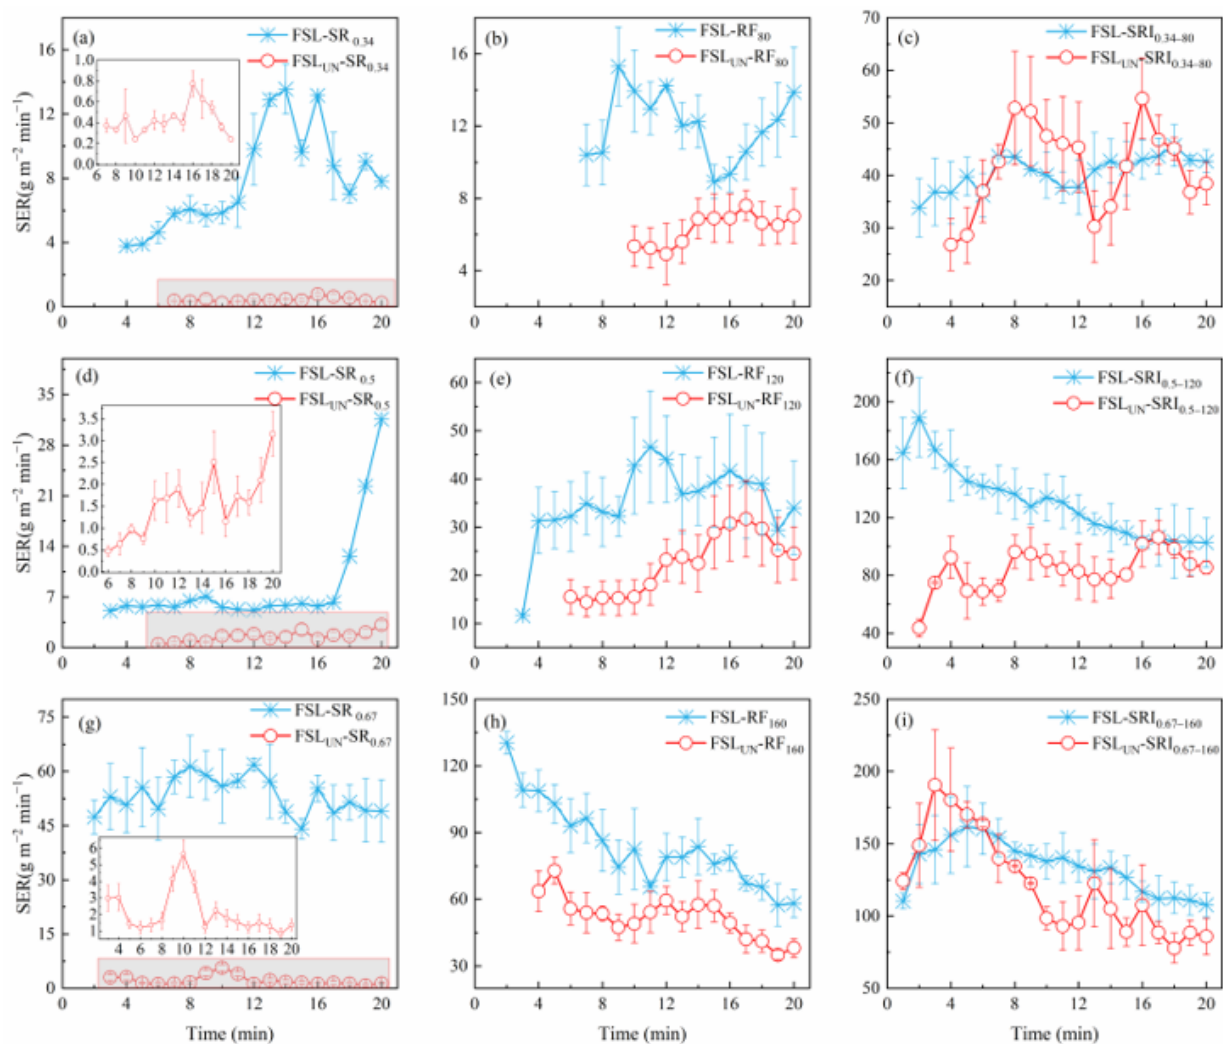 (a)
FSL-SR0.34
FSLUN-SR0.34
SER(g m−2 min−1)
16
12
8
4
0
1.0
0.8
0.6
0.4
0.2
0.0
6 8 10 12 14 16 18 20
0 4 8 12 16 20
(b)
FSL-RF80
FSLUN-RF80
16
12
8
4
0 4 8 12 16 20
(c)
FSL-SRI0.34–80
FSLUN-SRI0.34–80
70
60
50
40
30
20
0 4 8 12 16 20
(d)
FSL-SR0.5
FSLUN-SR0.5
SER(g m−2 min−1)
35
28
21
14
7
0
3.5
3.0
2.5
2.0
1.5
1.0
0.5
0.0
6 8 10 12 14 16 18 20
0 4 8 12 16 20
(e)
FSL-RF120
FSLUN-RF120
60
50
40
30
20
10
0 4 8 12 16 20
(f)
FSL-SRI0.5–120
FSLUN-SRI0.5–120
200
160
120
80
40
0 4 8 12 16 20
(g)
FSL-SR0.67
FSLUN-SR0.67
SER(g m−2 min−1)
75
60
45
30
15
0
6
5
4
3
2
1
4 6 8 10 12 14 16 18 20
0 4 8 12 16 20
Time (min)
(h)
FSL-RF160
FSLUN-RF160
150
120
90
60
30
0 4 8 12 16 20
Time (min)
(i)
FSL-SRI0.67–160
FSLUN-SRI0.67–160
250
200
150
100
50
0 4 8 12 16 20
Time (min)